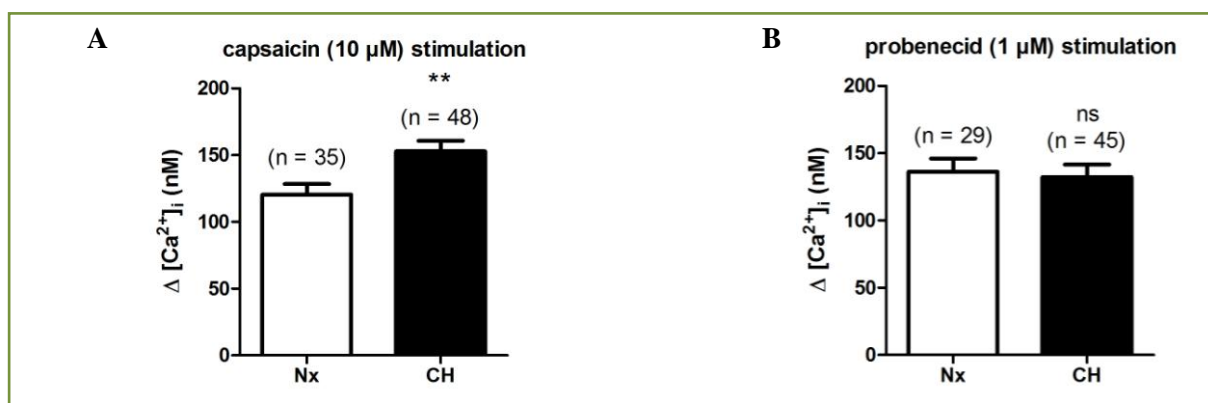 A
capsaicin (10 µM) stimulation
**
200
(n = 48)
(n = 35)
150
100
50
0
Δ [Ca²⁺]ᵢ (nM)
Nx
CH
B
probenecid (1 µM) stimulation
200
ns
(n = 29)
(n = 45)
150
100
50
0
Δ [Ca²⁺]ᵢ (nM)
Nx
CH